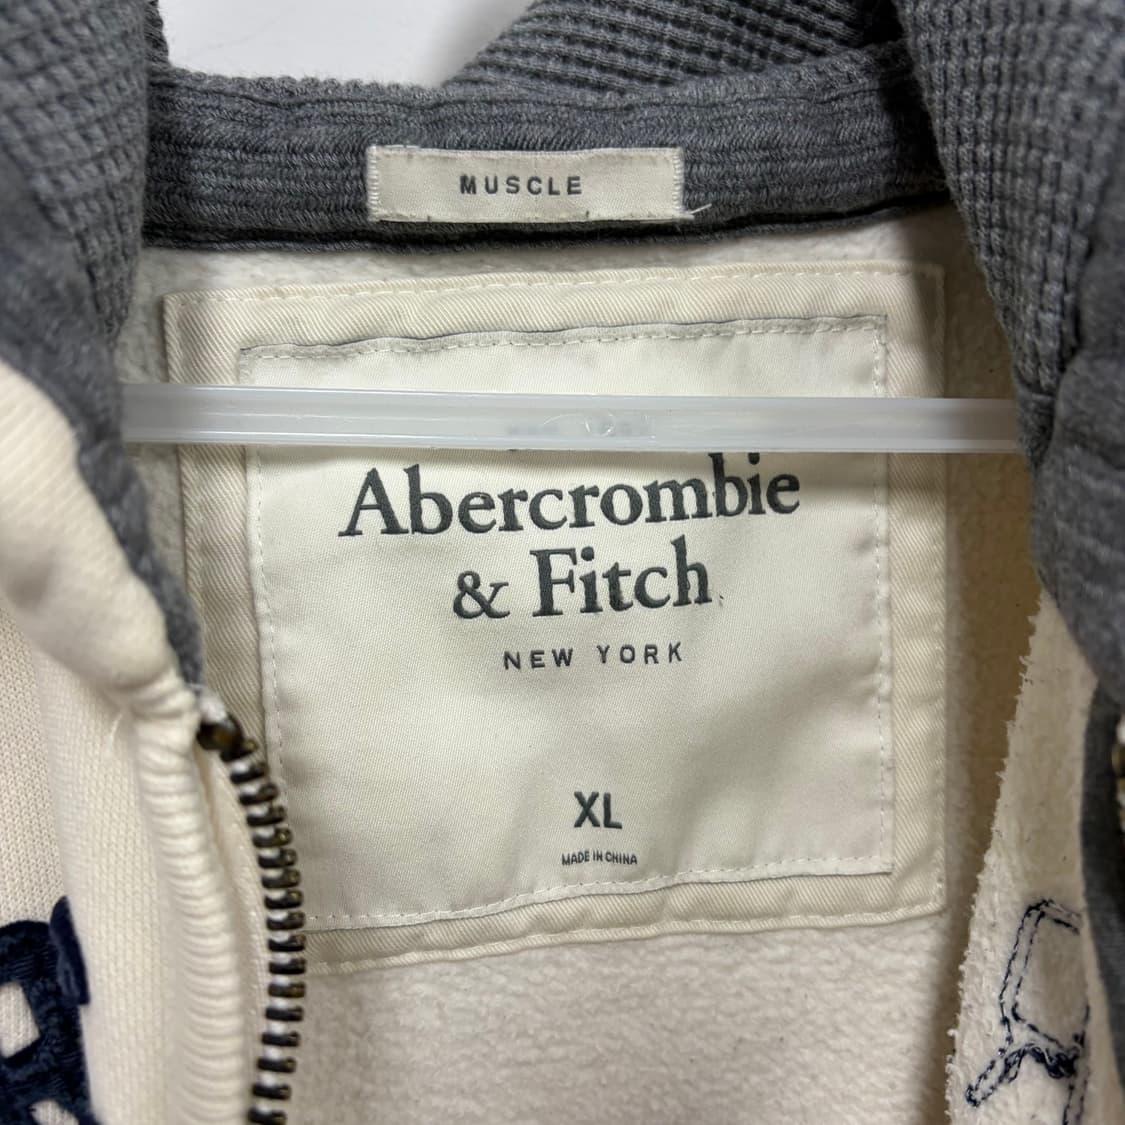 MUSCLE
Abercrombie
& Fitch
NEW YORK
XL
MADE IN CHINA